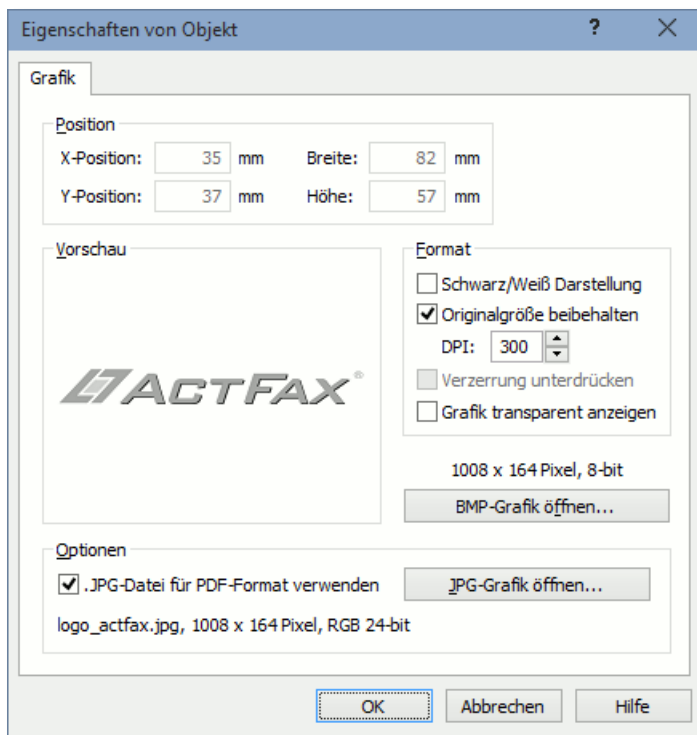 Eigenschaften von Objekt ?
Grafik
Position
X-Position: 35 mm Breite: 82 mm
Y-Position: 37 mm Höhe: 57 mm
Vorschau
ACTFAX®
Format
Schwarz/Weiß Darstellung
Originalgröße beibehalten
DPI: 300
Verzerrung unterdrücken
Grafik transparent anzeigen
1008 x 164 Pixel, 8-bit
BMP-Grafik öffnen...
Optionen
.JPG-Datei für PDF-Format verwenden
JPG-Grafik öffnen...
logo_actfax.jpg, 1008 x 164 Pixel, RGB 24-bit
OK Abbrechen Hilfe